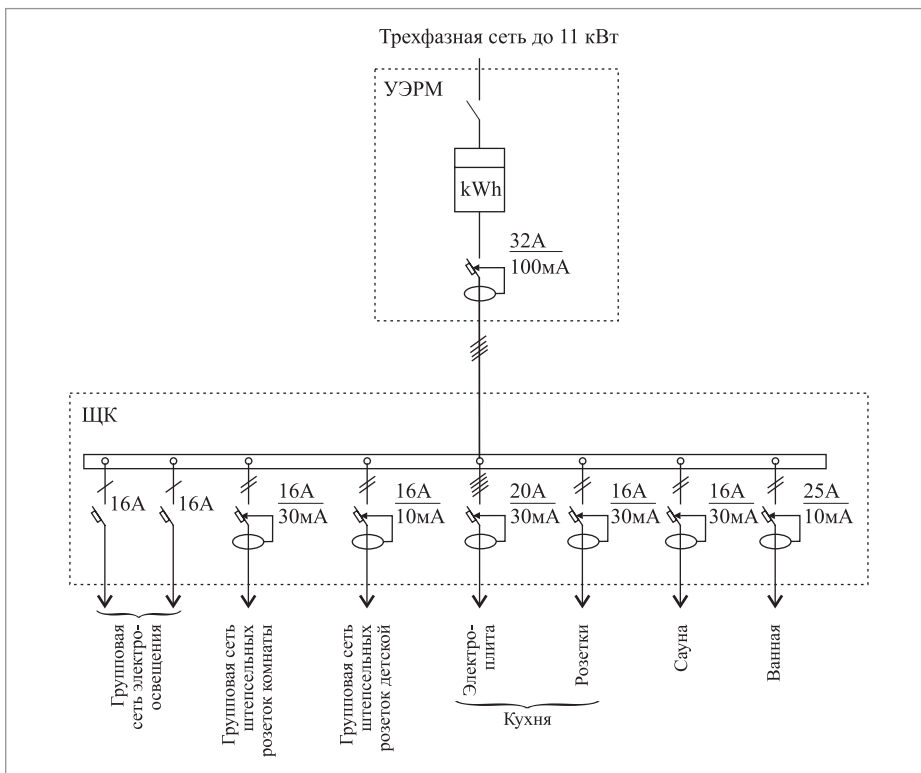 Трехфазная сеть до 11 кВт
УЭРМ
kWh
32А
100мА
ЩК
16А
16А
16А
30мА
16А
10мА
20А
30мА
16А
30мА
16А
30мА
25А
10мА
Групповая
сеть электро-
освещения
Групповая сеть
штепсельных
розеток комнаты
Групповая сеть
штепсельных
розеток детской
Электро-
плита
Розетки
Кухня
Сауна
Ванная